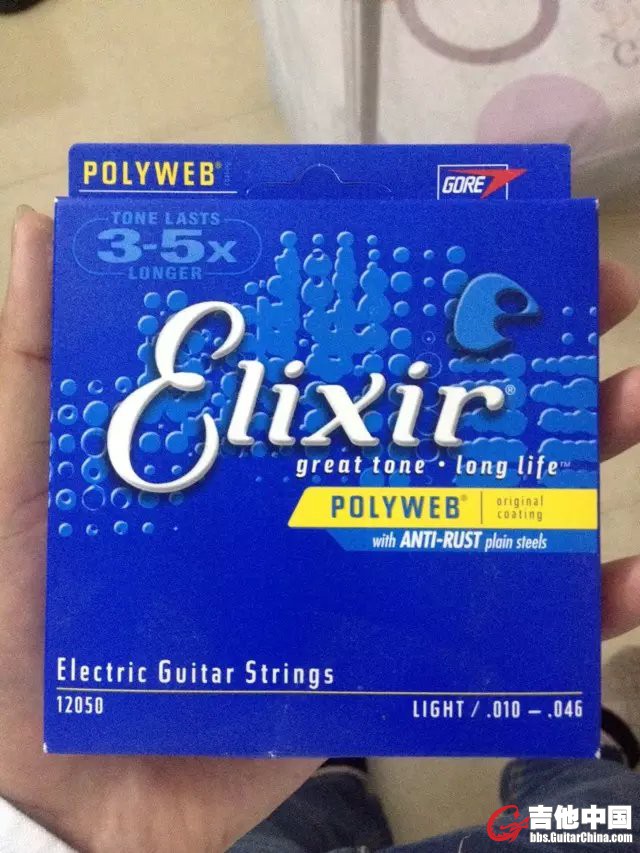 POLYWEB®
GORE
TONE LASTS
3-5x
LONGER
Elixir®
great tone • long life™
POLYWEB® original coating
with ANTI-RUST plain steels
Electric Guitar Strings
12050
LIGHT / .010 – .046
吉他中国
bbs.GuitarChina.com